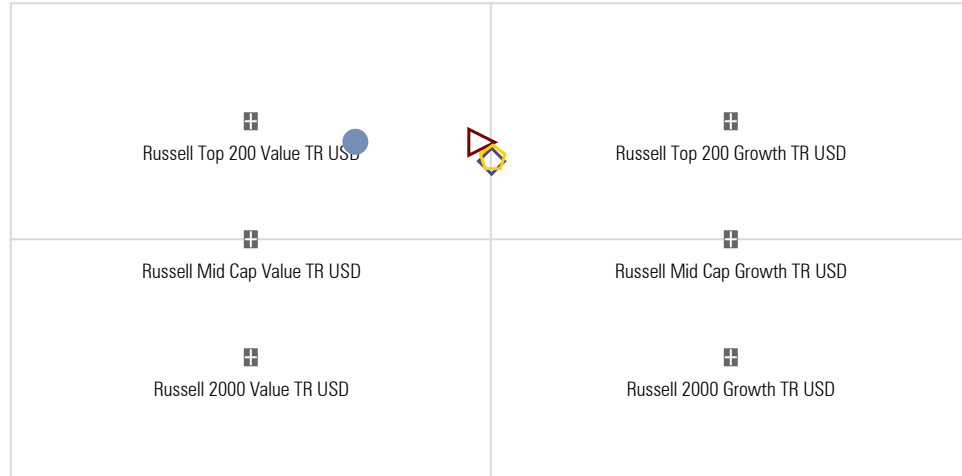 Russell Top 200 Value TR USD
Russell Top 200 Growth TR USD
Russell Mid Cap Value TR USD
Russell Mid Cap Growth TR USD
Russell 2000 Value TR USD
Russell 2000 Growth TR USD